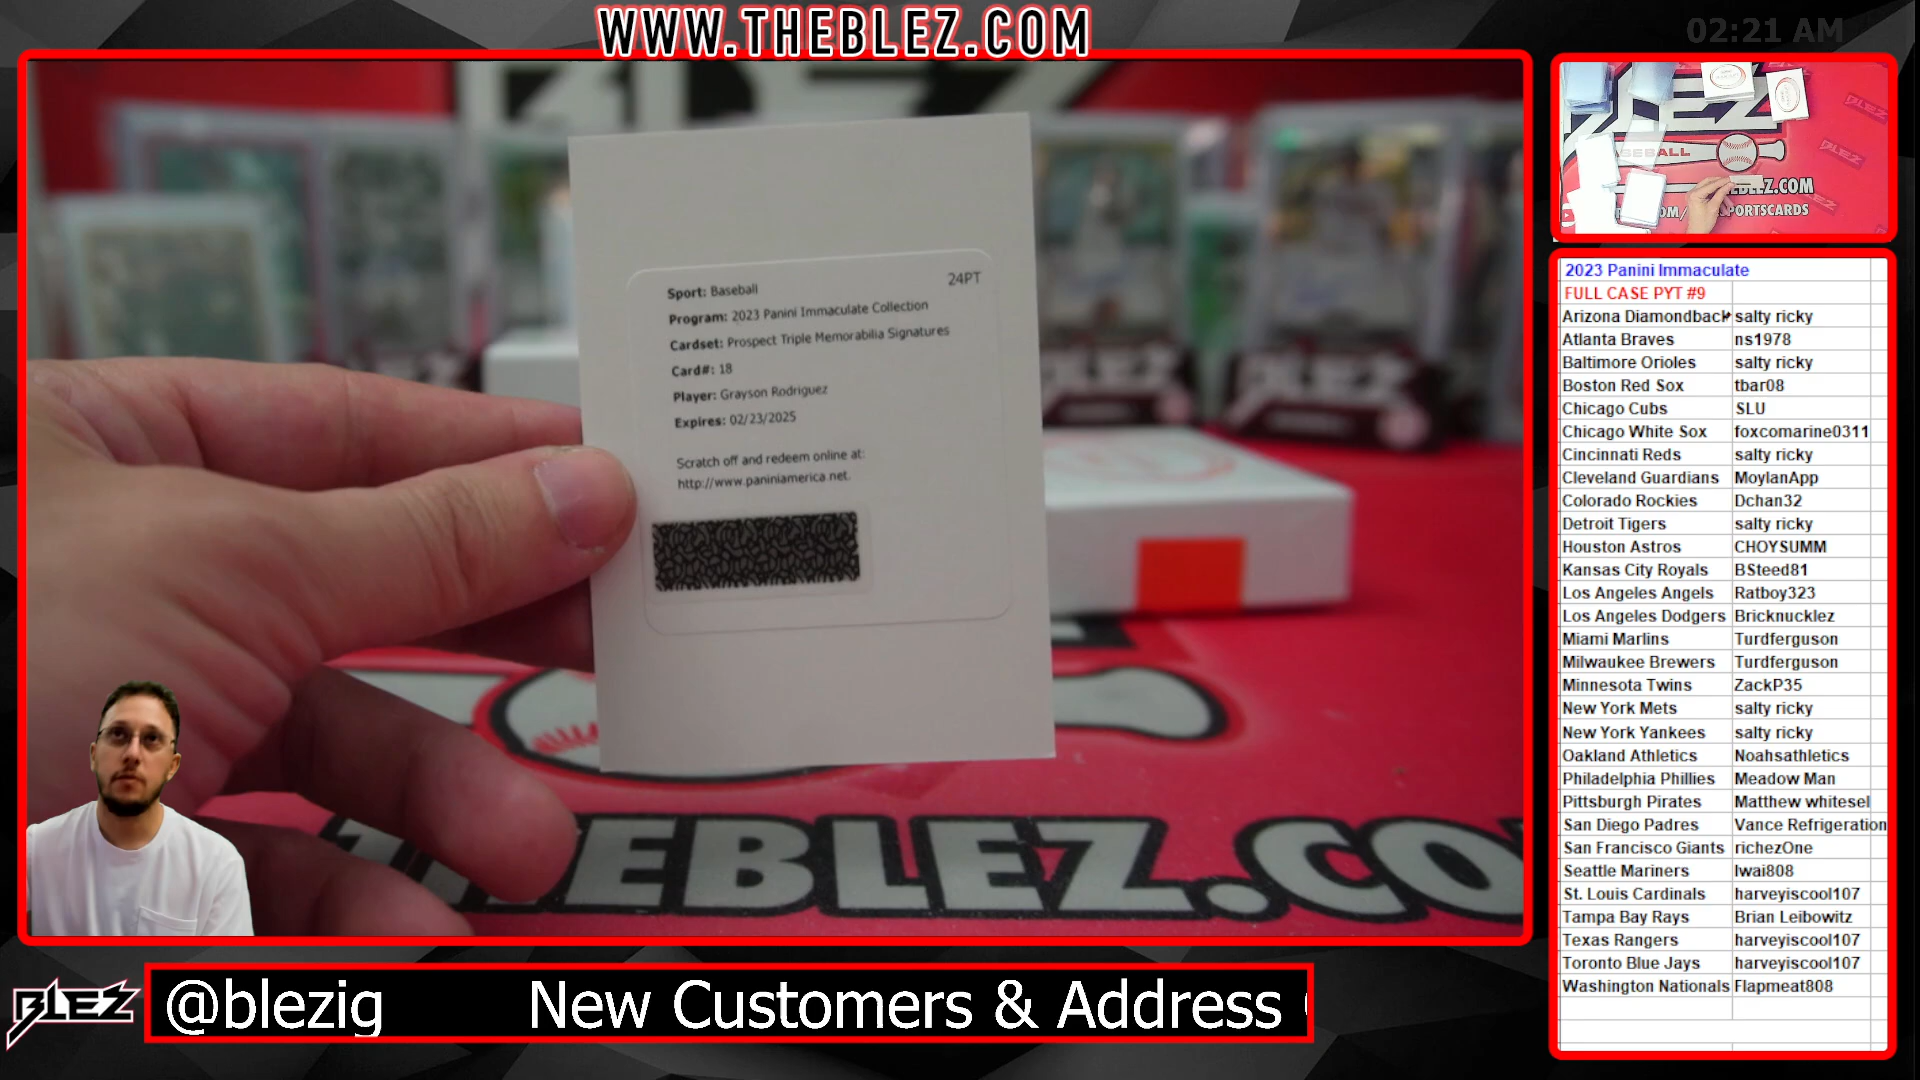 WWW.THEBLEZ.COM
02:21 AM
24PT
Sport: Baseball
Program: 2023 Panini Immaculate Collection
Cardset: Prospect Triple Memorabilia Signatures
Card#: 18
Player: Grayson Rodriguez
Expires: 02/23/2025
Scratch off and redeem online at:
http://www.paniniamerica.net.
THEBLEZ.CO
BLEZ
BASEBALL
BLEZ.COM
PORTSCARDS
2023 Panini Immaculate
FULL CASE PYT #9
Arizona Diamondback salty ricky
Atlanta Braves ns1978
Baltimore Orioles salty ricky
Boston Red Sox tbar08
Chicago Cubs SLU
Chicago White Sox foxcomarine0311
Cincinnati Reds salty ricky
Cleveland Guardians MoylanApp
Colorado Rockies Dchan32
Detroit Tigers salty ricky
Houston Astros CHOYSUMM
Kansas City Royals BSteed81
Los Angeles Angels Ratboy323
Los Angeles Dodgers Bricknucklez
Miami Marlins Turdferguson
Milwaukee Brewers Turdferguson
Minnesota Twins ZackP35
New York Mets salty ricky
New York Yankees salty ricky
Oakland Athletics Noahsathletics
Philadelphia Phillies Meadow Man
Pittsburgh Pirates Matthew whitesel
San Diego Padres Vance Refrigeration
San Francisco Giants richezOne
Seattle Mariners lwai808
St. Louis Cardinals harveyiscool107
Tampa Bay Rays Brian Leibowitz
Texas Rangers harveyiscool107
Toronto Blue Jays harveyiscool107
Washington Nationals Flapmeat808
BLEZ
@blezig New Customers & Address